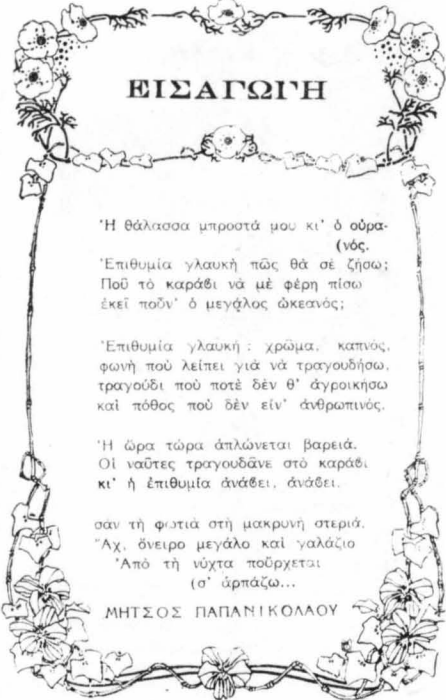 ΕΙΣΑΓΩΓΗ
Ἡ θάλασσα μπροστά μου κι' ὁ οὐρα-
(νός.
Ἐπιθυμία γλαυκὴ πῶς θὰ σὲ ζήσω;
Ποῦ τὸ καράβι νὰ μὲ φέρη πίσω
ἐκεῖ ποὖν' ὁ μεγάλος ὠκεανός;
Ἐπιθυμία γλαυκή : χρῶμα, καπνός,
φωνὴ ποὺ λείπει γιὰ νὰ τραγουδήσω,
τραγούδι ποὺ ποτὲ δὲν θ' ἀγροικήσω
καὶ πόθος ποὺ δὲν εἶν' ἀνθρωπινός.
Ἡ ὥρα τώρα ἁπλώνεται βαρειά.
Οἱ ναῦτες τραγουδᾶνε στὸ καράβι
κι' ἡ ἐπιθυμία ἀνάβει, ἀνάβει,
σὰν τὴ φωτιὰ στὴ μακρυνὴ στεριά.
Ἄχ, ὄνειρο μεγάλο καὶ γαλάζιο
Ἀπὸ τὴ νύχτα ποὔρχεται
(σ' ἁρπάζω...
ΜΗΤΣΟΣ ΠΑΠΑΝΙΚΟΛΑΟΥ